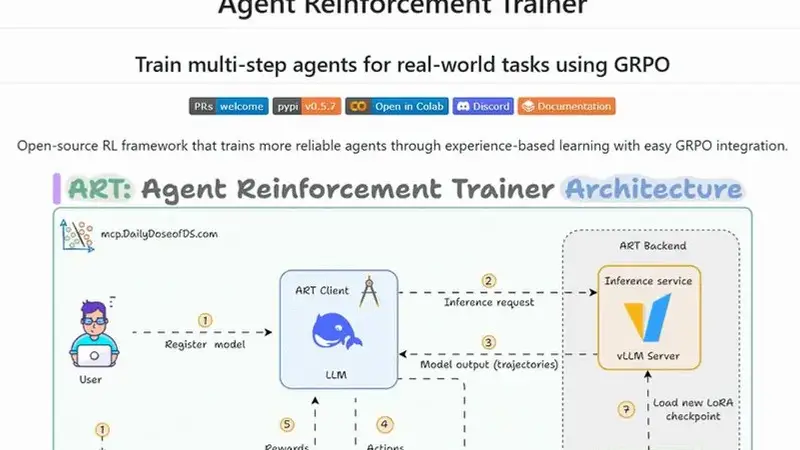 Agent Reinforcement Trainer
Train multi-step agents for real-world tasks using GRPO
PRs welcome pypi v0.5.7 Open in Colab Discord Documentation
Open-source RL framework that trains more reliable agents through experience-based learning with easy GRPO integration.
ART: Agent Reinforcement Trainer Architecture
mcp.DailyDoseofDS.com
ART Backend
ART Client
2
Inference service
Inference request
1
Register model
3
vLLM Server
User
LLM
Model output (trajectories)
7
Load new LoRA
checkpoint
1
5
4
Rewards
Actions